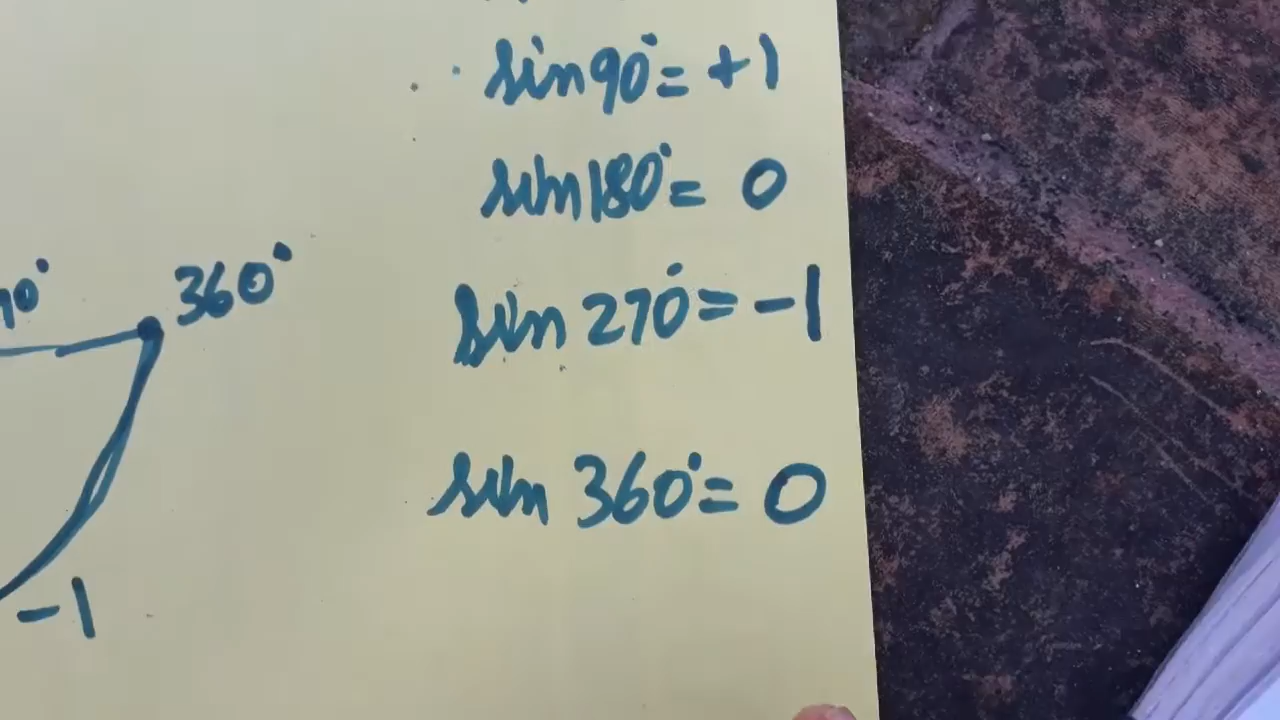 sin90°= +1
sin180°= 0
360°
sin 270°= -1
sin 360°= 0
-1